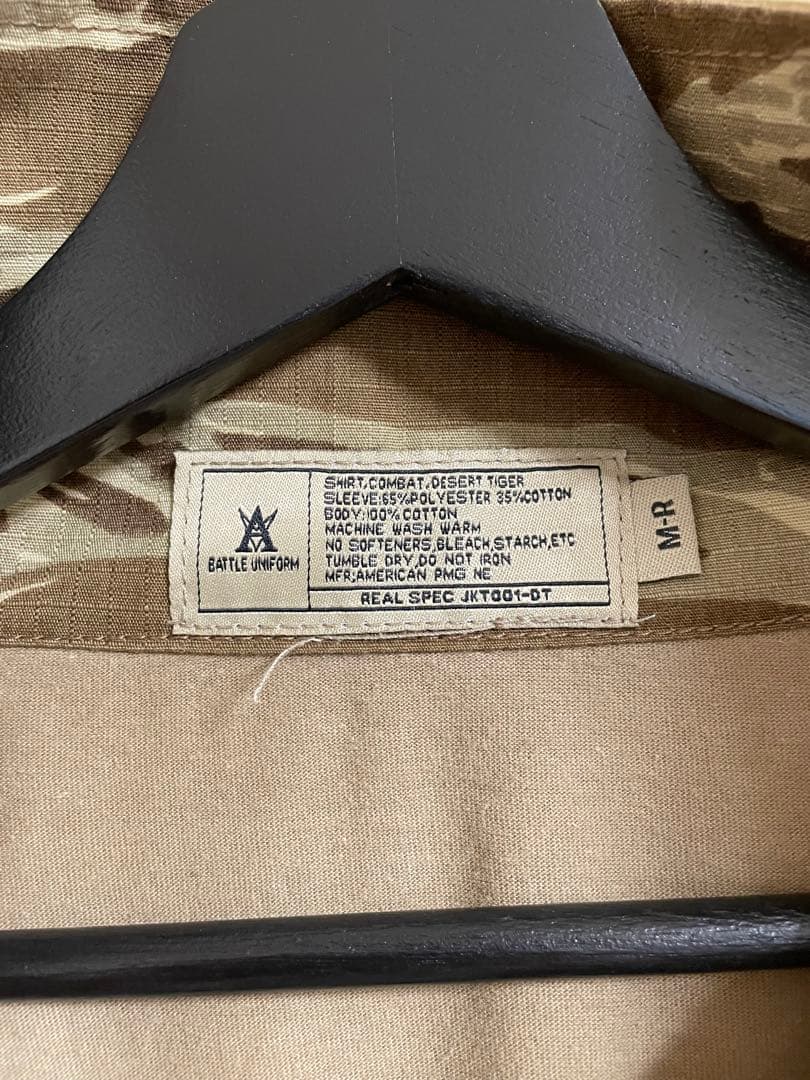 BATTLE UNIFORM
SHIRT,COMBAT,DESERT TIGER
SLEEVE:65%POLYESTER 35%COTTON
BODY:100%COTTON
MACHINE WASH WARM
NO SOFTENERS,BLEACH,STARCH,ETC
TUMBLE DRY,DO NOT IRON
MFR;AMERICAN PMG NE
REAL SPEC JKT001-DT
M-R